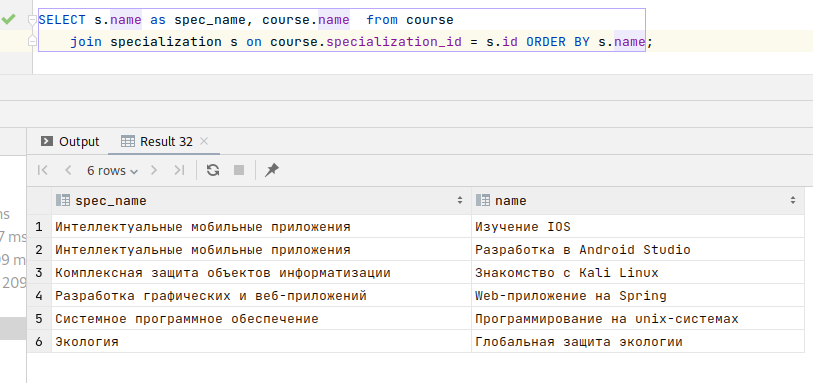 SELECT s.name as spec_name, course.name  from course
    join specialization s on course.specialization_id = s.id ORDER BY s.name;
Output
Result 32
6 rows
spec_name name
1 Интеллектуальные мобильные приложения Изучение IOS
ns
2 Интеллектуальные мобильные приложения Разработка в Android Studio
7 ms
3 Комплексная защита объектов информатизации Знакомство с Kali Linux
99 m
4 Разработка графических и веб-приложений Web-приложение на Spring
209
5 Системное программное обеспечение Программирование на unix-системах
6 Экология Глобальная защита экологии